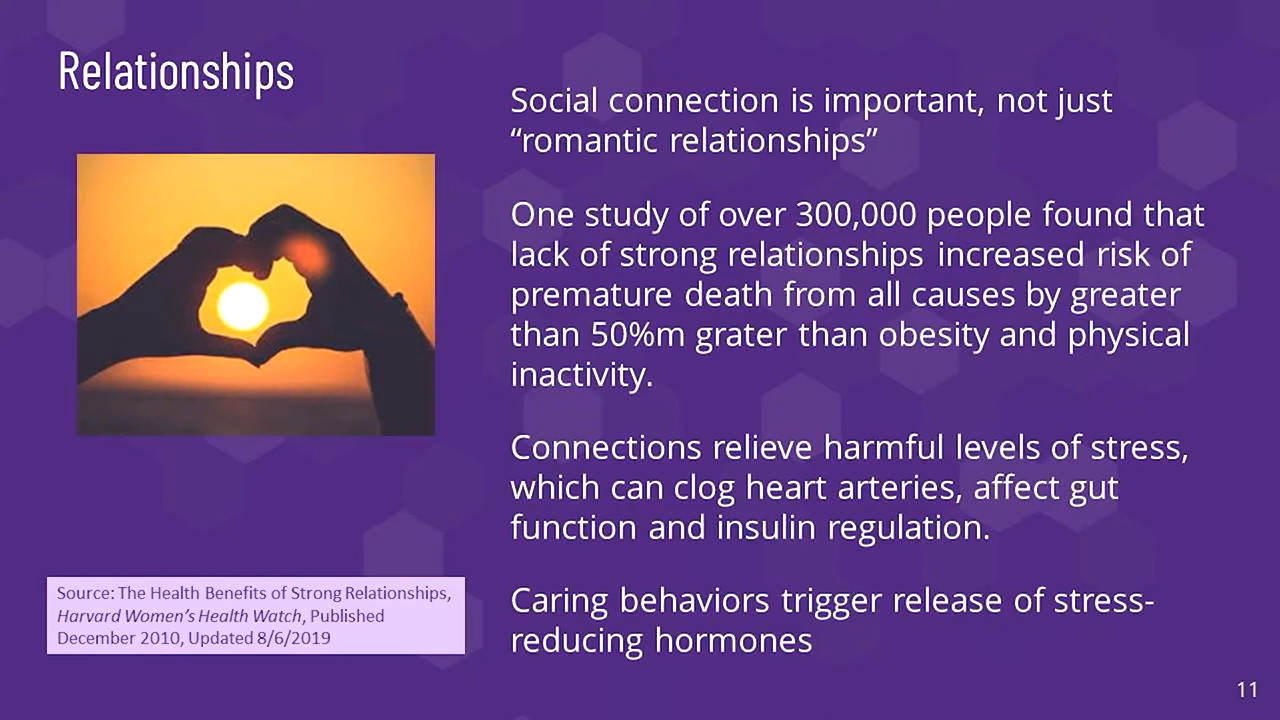 Relationships
Social connection is important, not just
“romantic relationships”
One study of over 300,000 people found that
lack of strong relationships increased risk of
premature death from all causes by greater
than 50%m grater than obesity and physical
inactivity.
Connections relieve harmful levels of stress,
which can clog heart arteries, affect gut
function and insulin regulation.
Caring behaviors trigger release of stress-
reducing hormones
Source: The Health Benefits of Strong Relationships,
Harvard Women’s Health Watch, Published
December 2010, Updated 8/6/2019
11